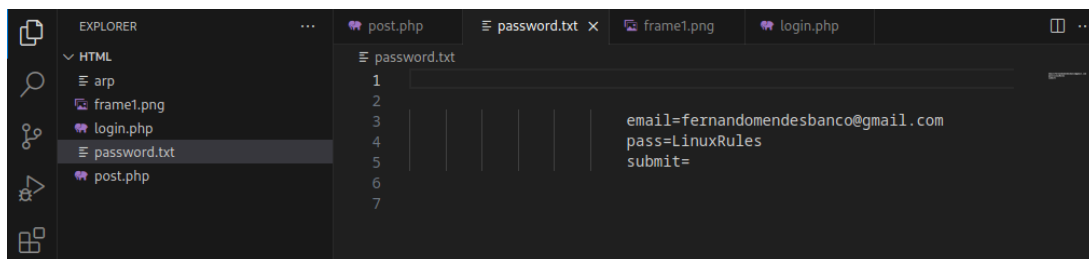 EXPLORER
···
HTML
arp
frame1.png
login.php
password.txt
post.php
post.php
password.txt
frame1.png
login.php
password.txt
1
2
3
4
5
6
7
email=fernandomendesbanco@gmail.com
pass=LinuxRules
submit=